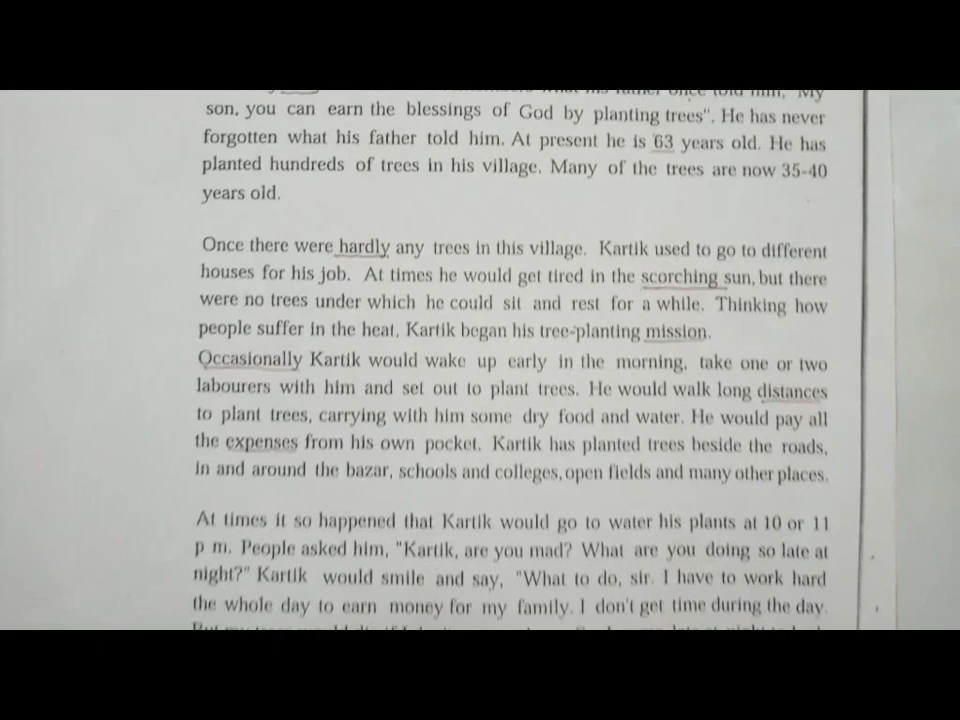 his father once told him, "My
son, you can earn the blessings of God by planting trees". He has never
forgotten what his father told him. At present he is 63 years old. He has
planted hundreds of trees in his village. Many of the trees are now 35-40
years old.
Once there were hardly any trees in this village. Kartik used to go to different
houses for his job. At times he would get tired in the scorching sun, but there
were no trees under which he could sit and rest for a while. Thinking how
people suffer in the heat, Kartik began his tree-planting mission.
Occasionally Kartik would wake up early in the morning, take one or two
labourers with him and set out to plant trees. He would walk long distances
to plant trees, carrying with him some dry food and water. He would pay all
the expenses from his own pocket. Kartik has planted trees beside the roads,
in and around the bazar, schools and colleges, open fields and many other places.
At times it so happened that Kartik would go to water his plants at 10 or 11
p m. People asked him, "Kartik, are you mad? What are you doing so late at
night?" Kartik would smile and say, "What to do, sir. I have to work hard
the whole day to earn money for my family. I don't get time during the day.